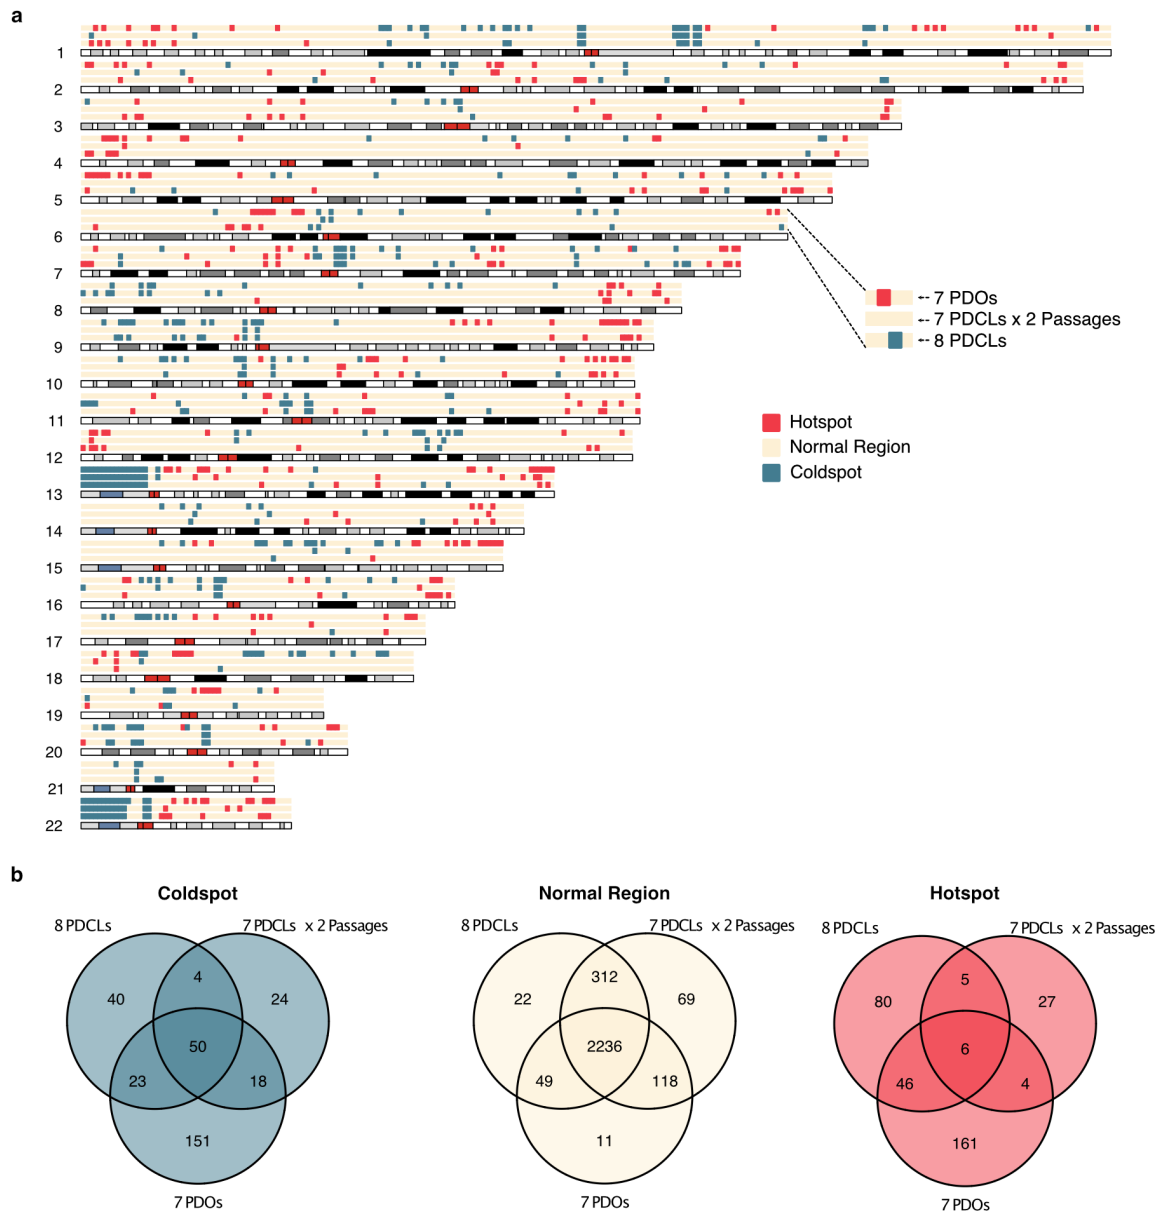 a
1
2
3
4
5
6
7
8
9
10
11
12
13
14
15
16
17
18
19
20
21
22
7 PDOs
7 PDCLs x 2 Passages
8 PDCLs
Hotspot
Normal Region
Coldspot
b
Coldspot
8 PDCLs
7 PDCLs x 2 Passages
4
40
24
50
23
18
151
7 PDOs
Normal Region
8 PDCLs
7 PDCLs x 2 Passages
312
22
69
2236
49
118
11
7 PDOs
Hotspot
8 PDCLs
7 PDCLs x 2 Passages
5
80
27
6
46
4
161
7 PDOs